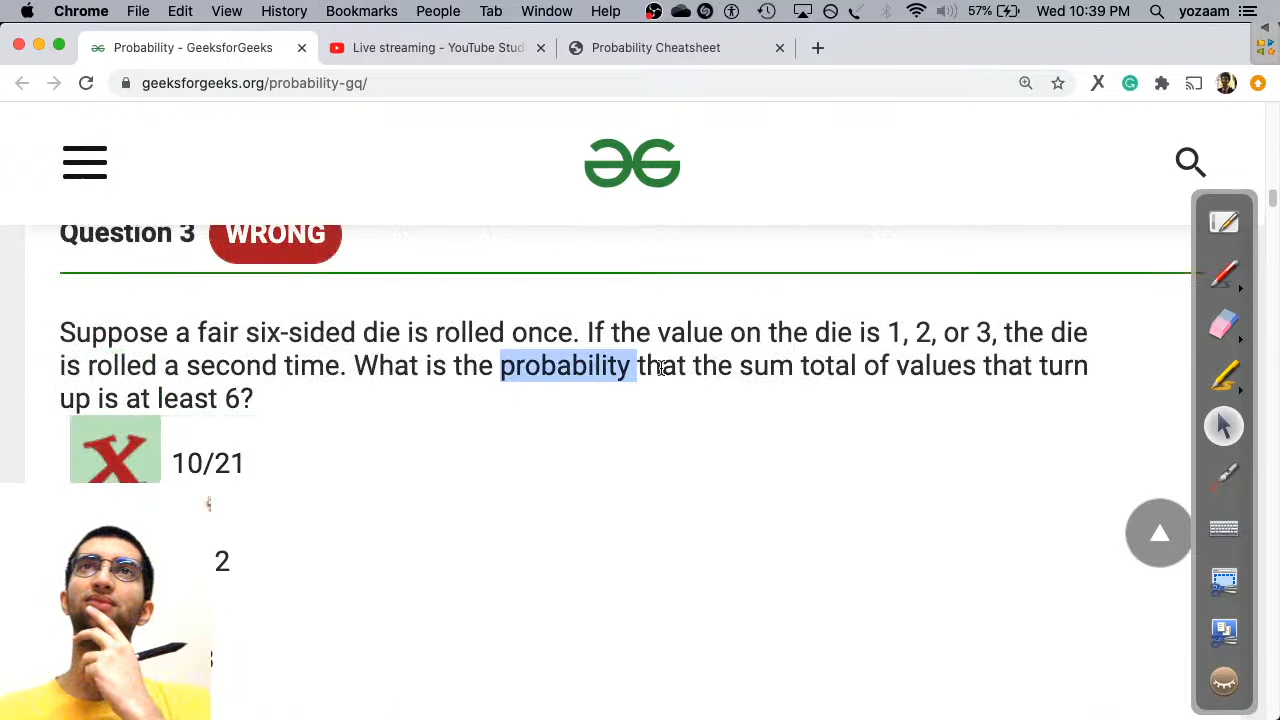 Chrome File Edit View History Bookmarks People Tab Window Help 57% Wed 10:39 PM yozaam
Probability - GeeksforGeeks Live streaming - YouTube Stud Probability Cheatsheet
geeksforgeeks.org/probability-gq/
Question 3 WRONG
Suppose a fair six-sided die is rolled once. If the value on the die is 1, 2, or 3, the die
is rolled a second time. What is the probability that the sum total of values that turn
up is at least 6?
X 10/21
2